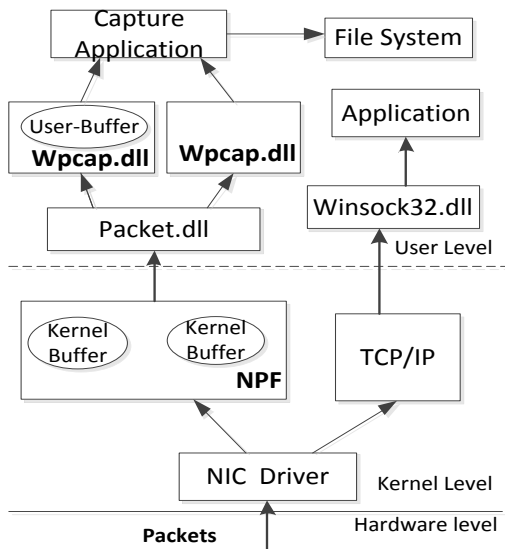 Capture
Application
File System
User-Buffer
Wpcap.dll
Wpcap.dll
Application
Packet.dll
Winsock32.dll
User Level
Kernel
Buffer
Kernel
Buffer
NPF
TCP/IP
NIC Driver
Kernel Level
Hardware level
Packets